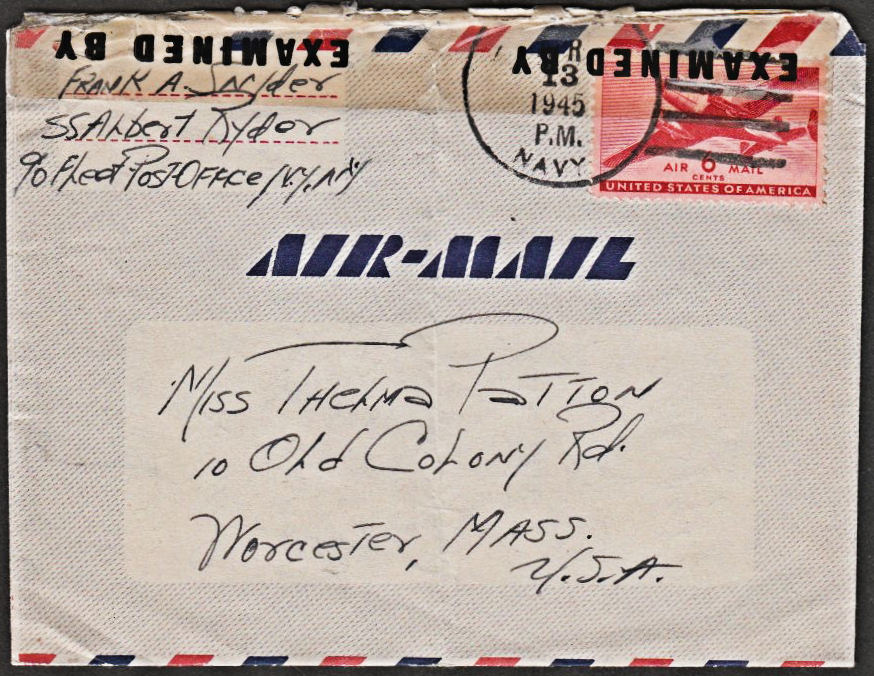 EXAMINED BY EXAMINED BY
FRANK A. Snyder
SS Albert Ryder
c/o Fleet Post-Office N.Y., NY
R
13
1945
P.M.
NAVY
AIR 6 MAIL
CENTS
UNITED STATES OF AMERICA
AIR-MAIL
Miss Thelma Patton
10 Old Colony Rd.
Worcester, MASS.
U.S.A.